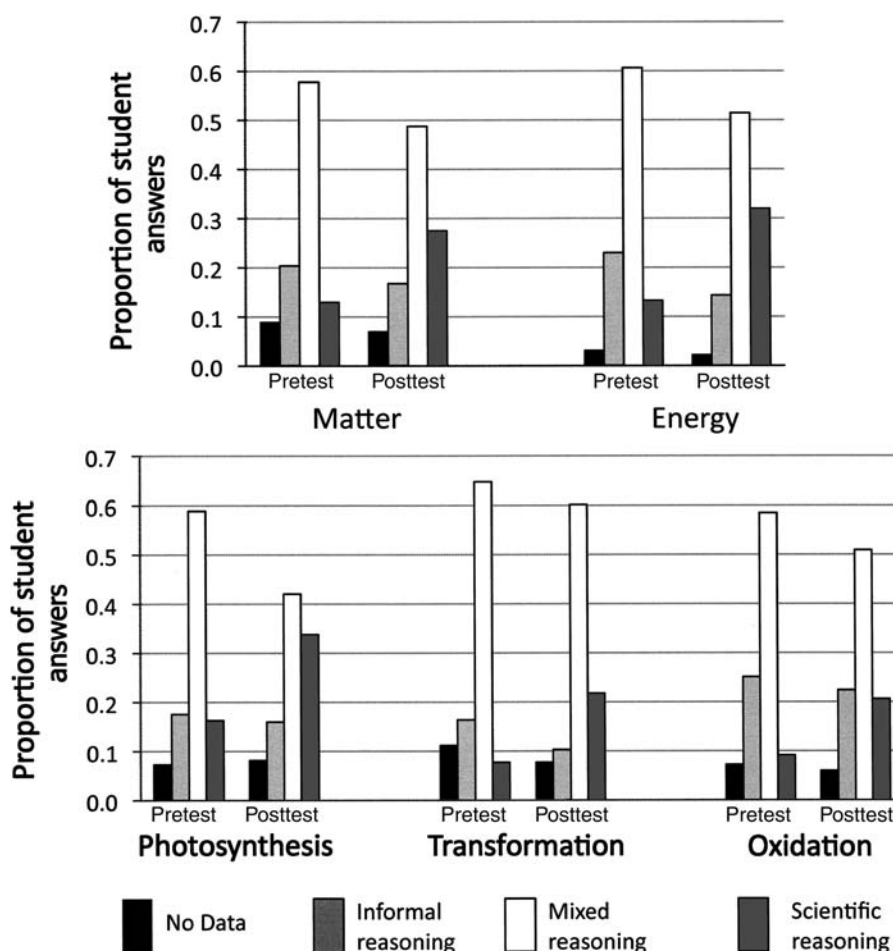 0.7
0.6
0.5
0.4
0.3
0.2
0.1
0.0
Proportion of student
answers
Pretest Posttest Pretest Posttest
Matter Energy
0.7
0.6
0.5
0.4
0.3
0.2
0.1
0.0
Proportion of student
answers
Pretest Posttest Pretest Posttest Pretest Posttest
Photosynthesis Transformation Oxidation
No Data
Informal
reasoning
Mixed
reasoning
Scientific
reasoning